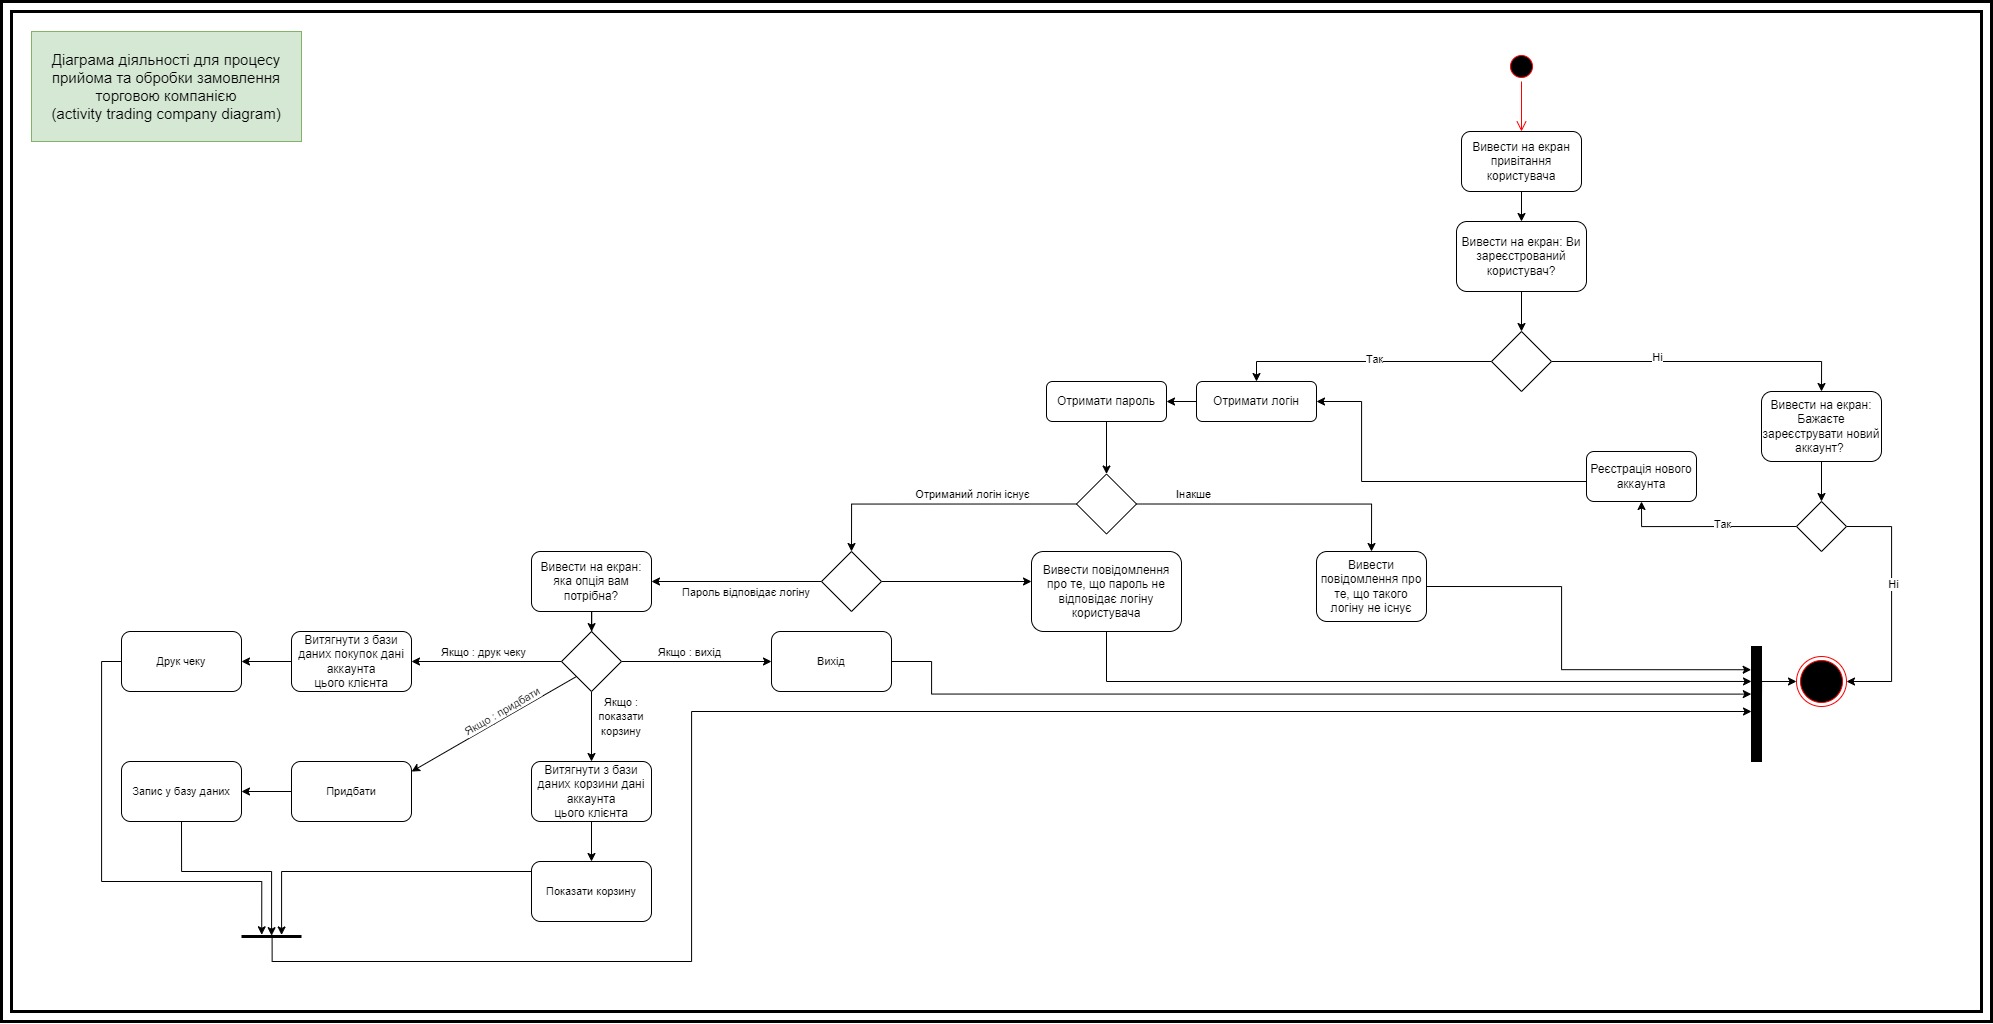 Діаграма діяльності для процесу
прийома та обробки замовлення
торговою компанією
(activity trading company diagram)
Вивести на екран
привітання
користувача
Вивести на екран: Ви
зареєстрований
користувач?
Так
Ні
Отримати пароль
Отримати логін
Вивести на екран:
Бажаєте
зареєструвати новий
аккаунт?
Реєстрація нового
аккаунта
Так
Ні
Отриманий логін існує
Інакше
Вивести на екран:
яка опція вам
потрібна?
Пароль відповідає логіну
Вивести повідомлення
про те, що пароль не
відповідає логіну
користувача
Вивести
повідомлення про
те, що такого
логіну не існує
Друк чеку
Витягнути з бази
даних покупок дані
аккаунта
цього клієнта
Якщо : друк чеку
Якщо : вихід
Вихід
Якщо : придбати
Якщо :
показати
корзину
Запис у базу даних
Придбати
Витягнути з бази
даних корзини дані
аккаунта
цього клієнта
Показати корзину